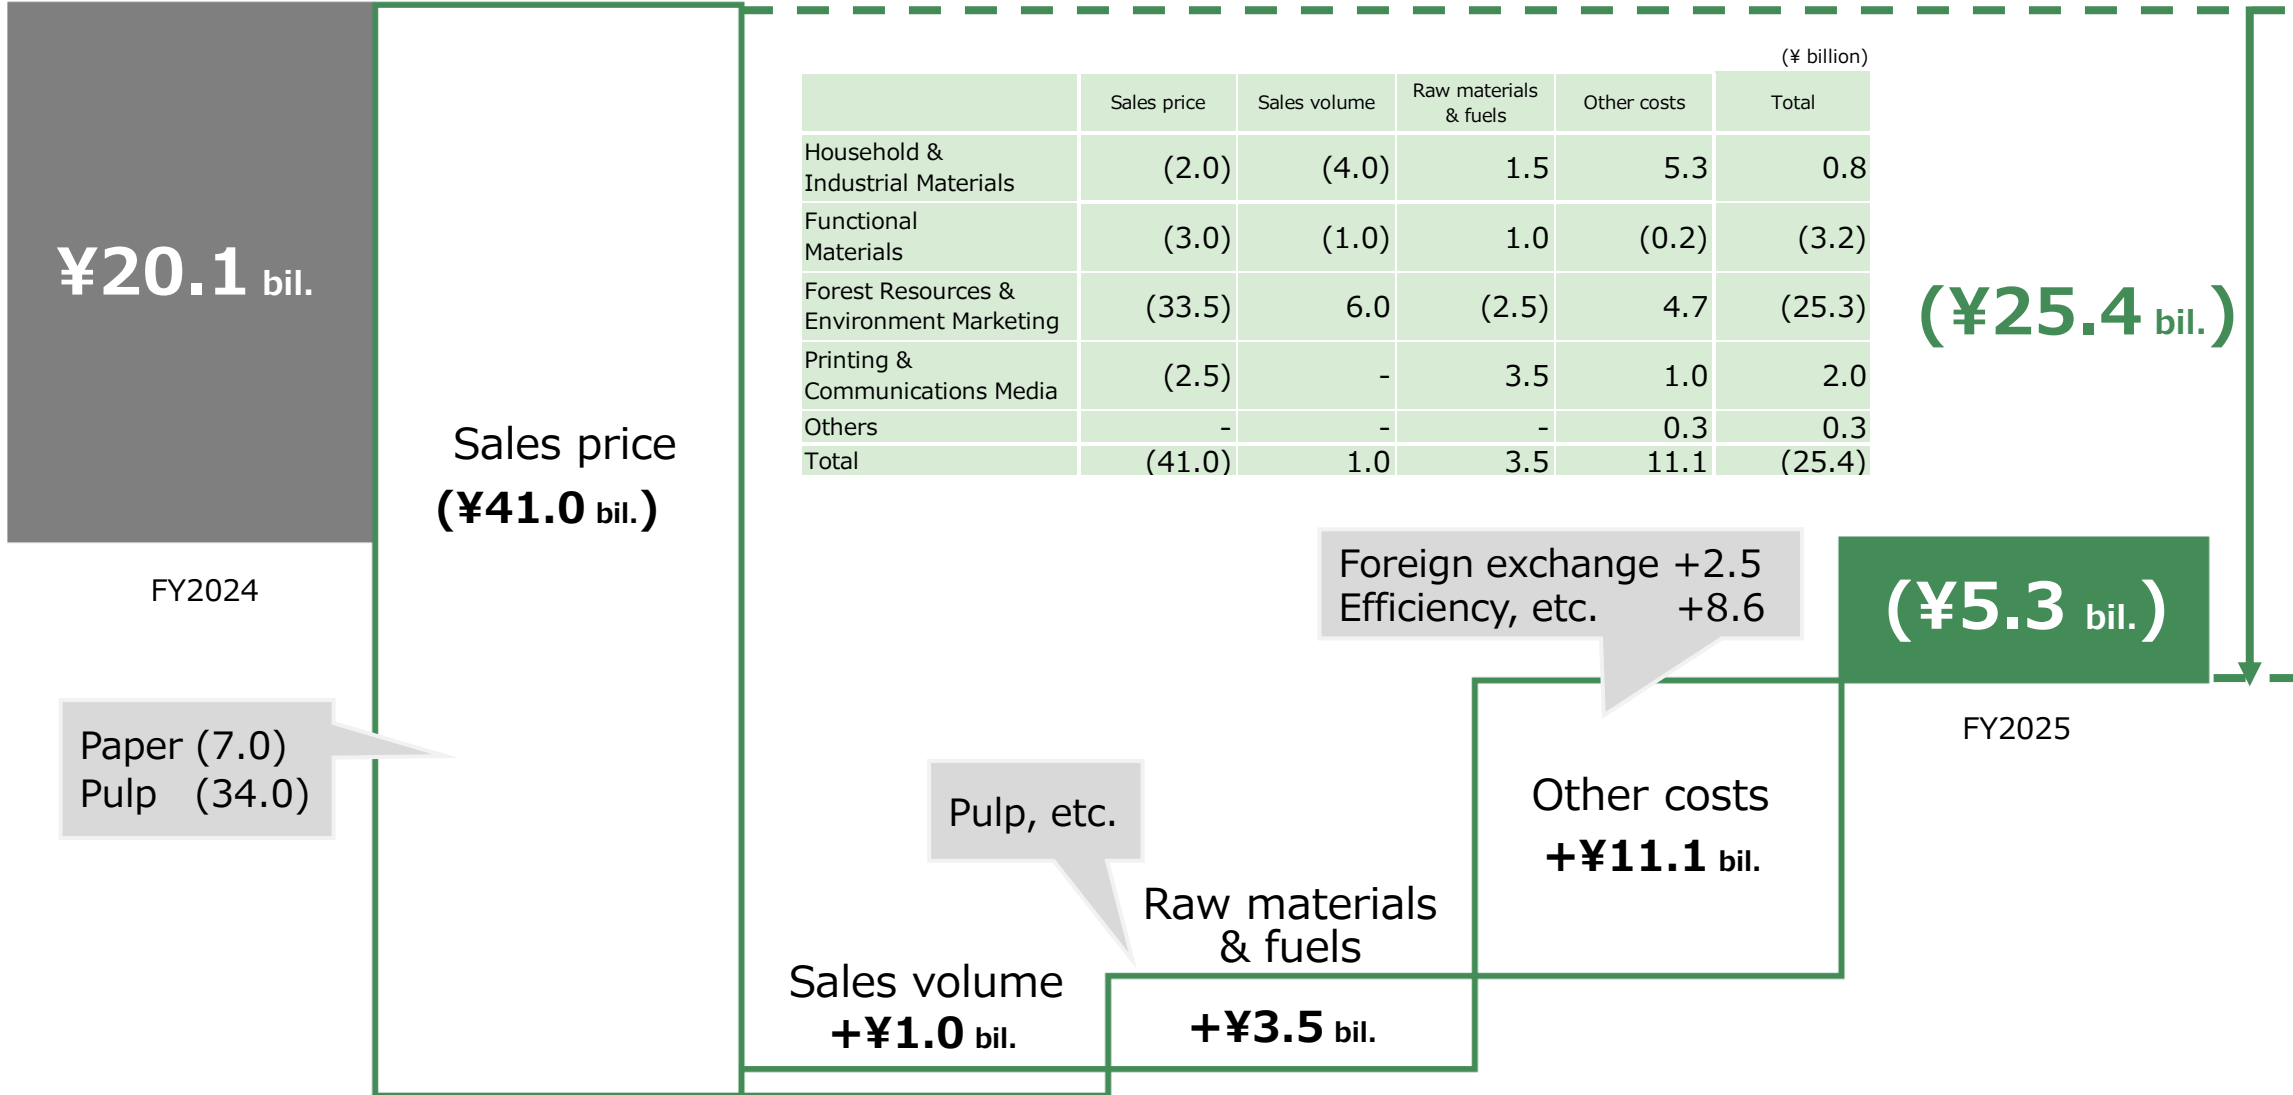 (¥ billion)
Sales price Sales volume Raw materials & fuels Other costs Total
Household &
Industrial Materials (2.0) (4.0) 1.5 5.3 0.8
Functional
Materials (3.0) (1.0) 1.0 (0.2) (3.2)
Forest Resources &
Environment Marketing (33.5) 6.0 (2.5) 4.7 (25.3)
Printing &
Communications Media (2.5) - 3.5 1.0 2.0
Others - - - 0.3 0.3
Total (41.0) 1.0 3.5 11.1 (25.4)
¥20.1 bil.
FY2024
Sales price
(¥41.0 bil.)
Paper (7.0)
Pulp (34.0)
Sales volume
+¥1.0 bil.
Pulp, etc.
Raw materials
& fuels
+¥3.5 bil.
Foreign exchange +2.5
Efficiency, etc. +8.6
Other costs
+¥11.1 bil.
(¥25.4 bil.)
(¥5.3 bil.)
FY2025